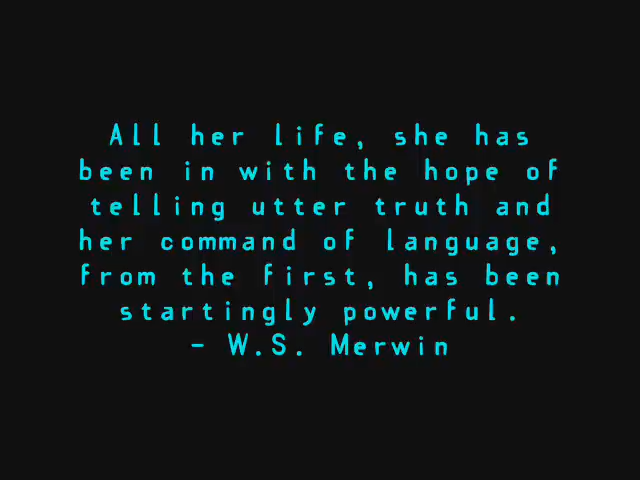 All her life, she has
been in with the hope of
telling utter truth and
her command of language,
from the first, has been
startingly powerful.
- W.S. Merwin